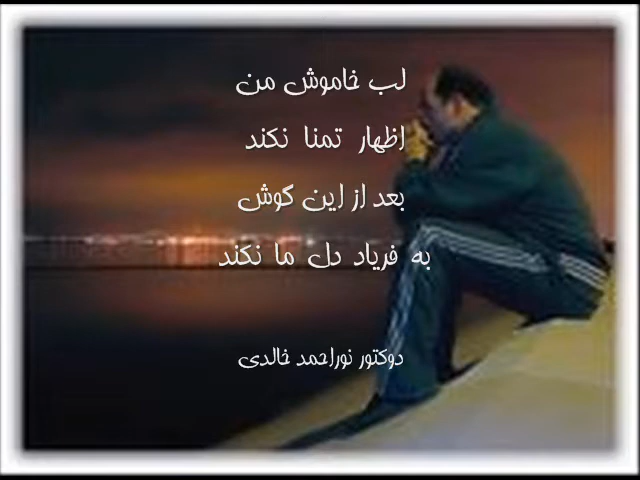 لب خاموش من
اظهار تمنا نکند
بعد از این گوش
به فریاد دل ما نکند
دوکتور نوراحمد خالدی